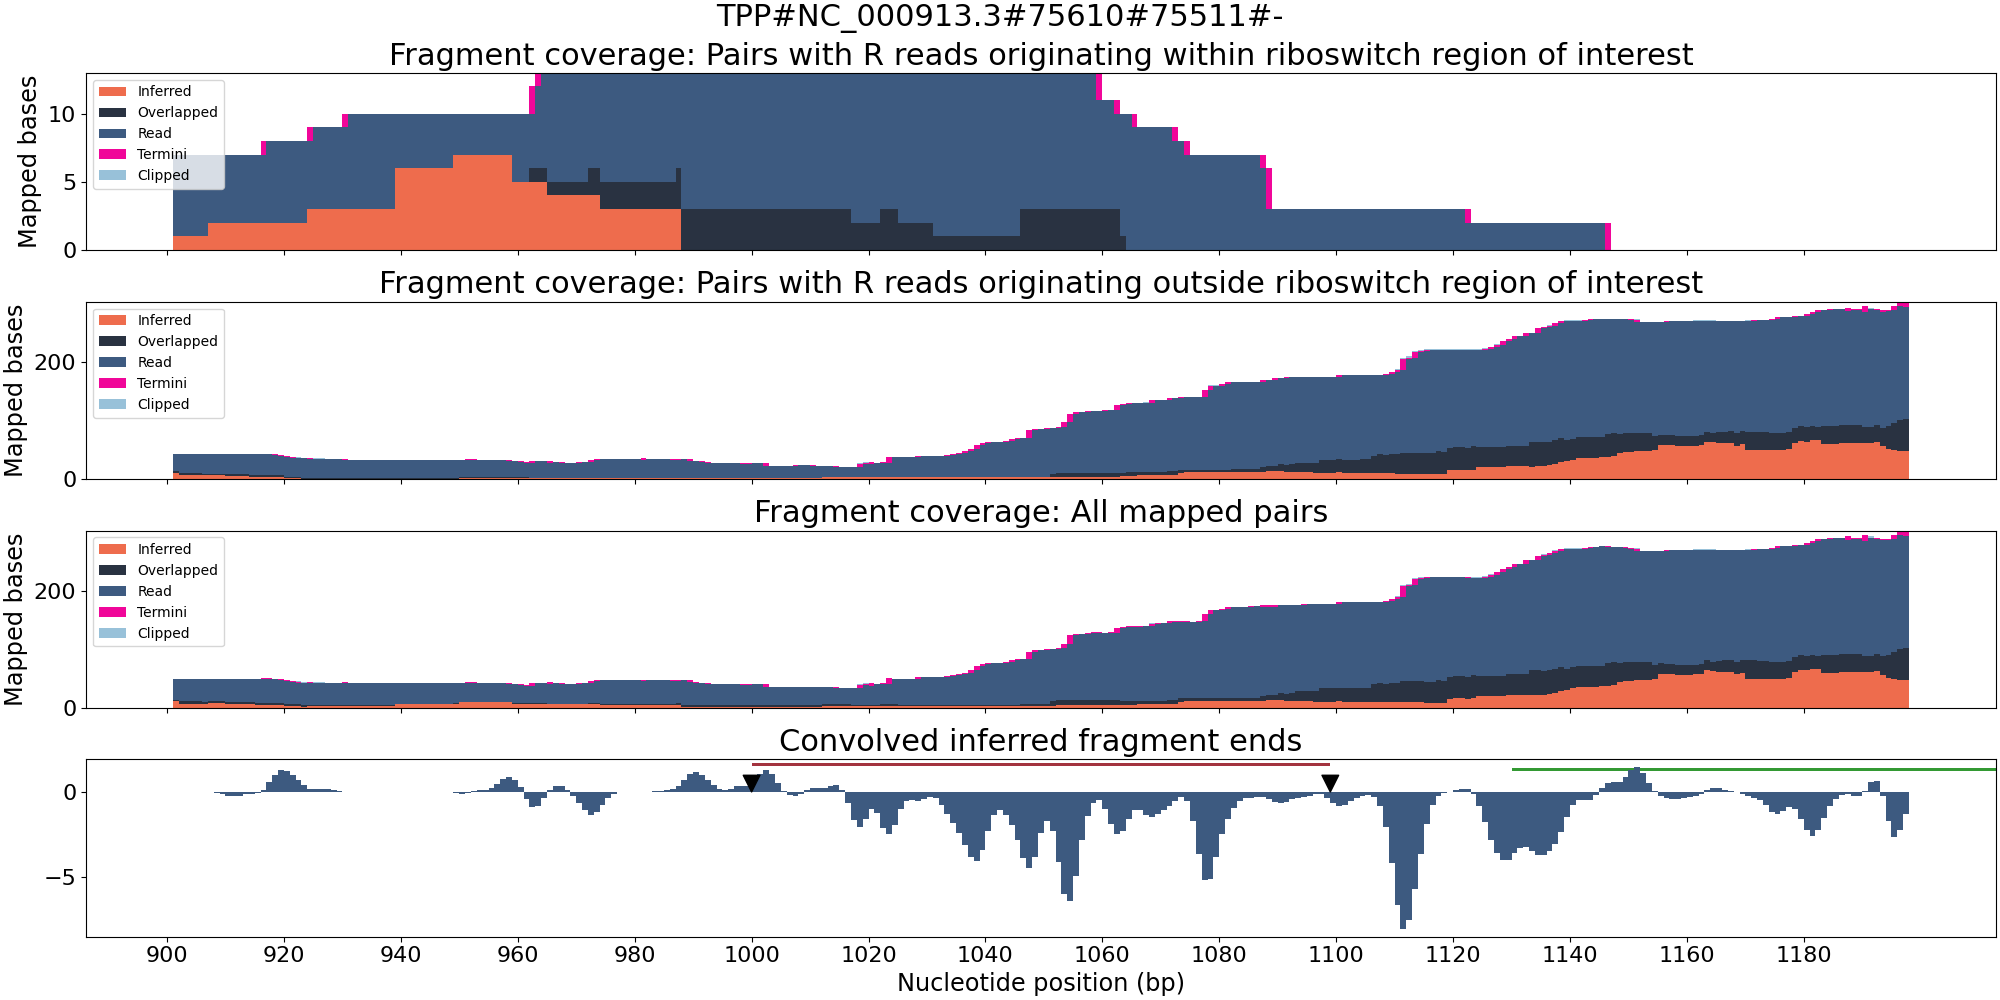 TPP#NC_000913.3#75610#75511#-
Fragment coverage: Pairs with R reads originating within riboswitch region of interest
Mapped bases
10
5
0
Inferred
Overlapped
Read
Termini
Clipped
Fragment coverage: Pairs with R reads originating outside riboswitch region of interest
Mapped bases
200
0
Inferred
Overlapped
Read
Termini
Clipped
Fragment coverage: All mapped pairs
Mapped bases
200
0
Inferred
Overlapped
Read
Termini
Clipped
Convolved inferred fragment ends
0
−5
900 920 940 960 980 1000 1020 1040 1060 1080 1100 1120 1140 1160 1180
Nucleotide position (bp)